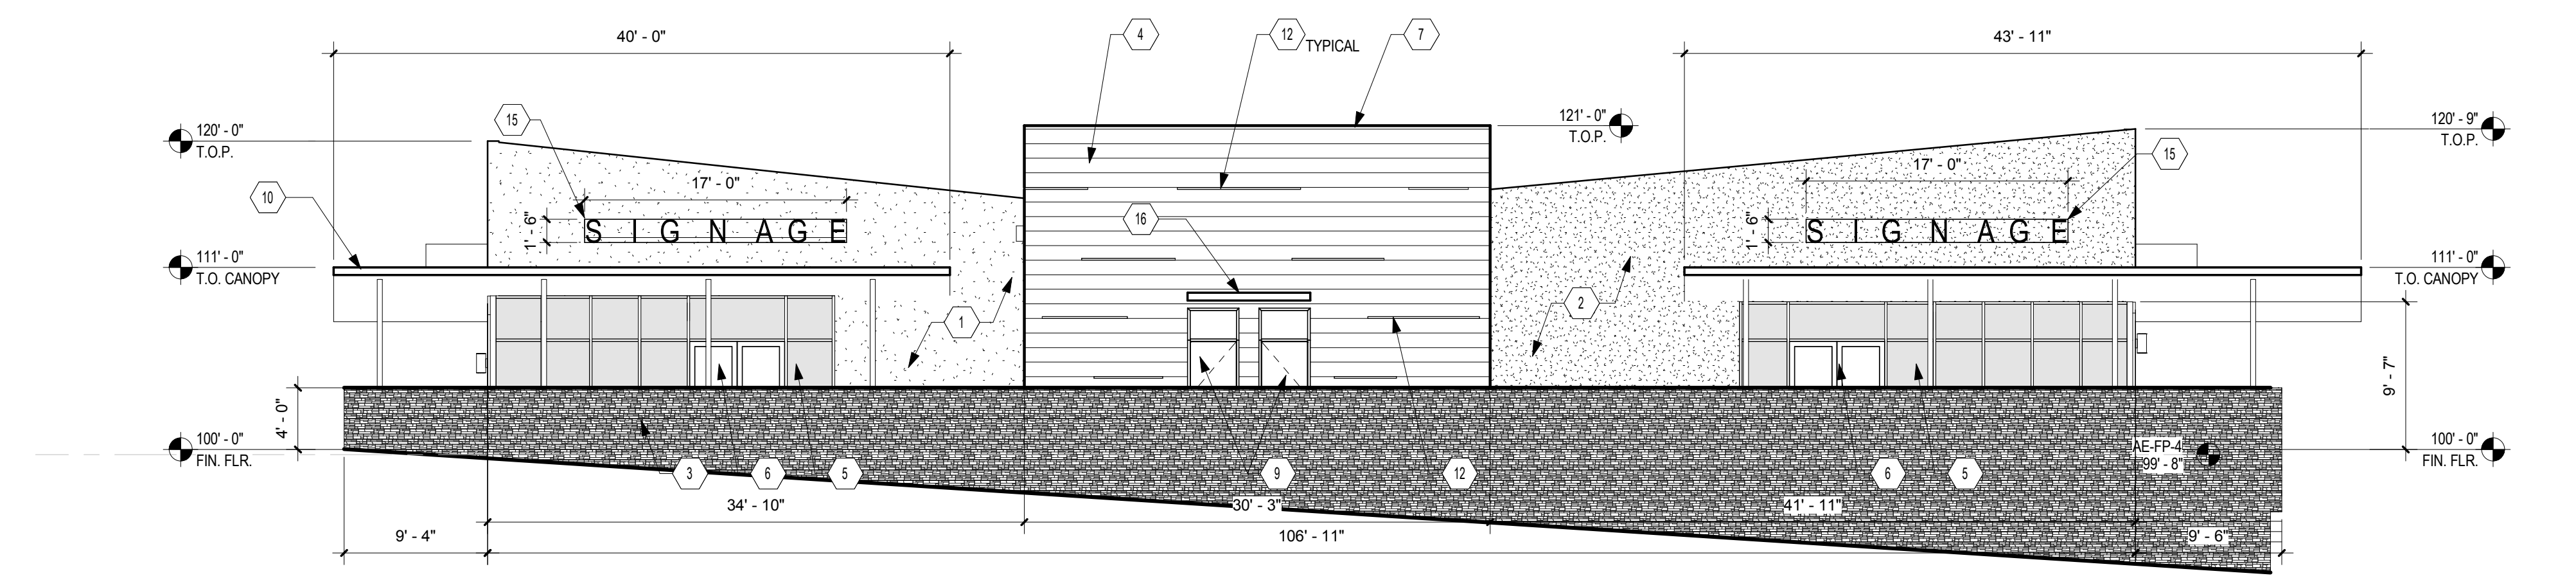 40' - 0"
4
12
TYPICAL
7
43' - 11"
15
120' - 0"
T.O.P.
121' - 0"
T.O.P.
120' - 9"
T.O.P.
15
17' - 0"
17' - 0"
10
1' - 6"
SIGNAGE
16
1' - 6"
SIGNAGE
111' - 0"
T.O. CANOPY
111' - 0"
T.O. CANOPY
1
2
9' - 7"
4' - 0"
100' - 0"
FIN. FLR.
AE-FP-4
99' - 8"
100' - 0"
FIN. FLR.
3
6
5
9
12
6
5
34' - 10"
30' - 3"
41' - 11"
9' - 4"
106' - 11"
9' - 6"